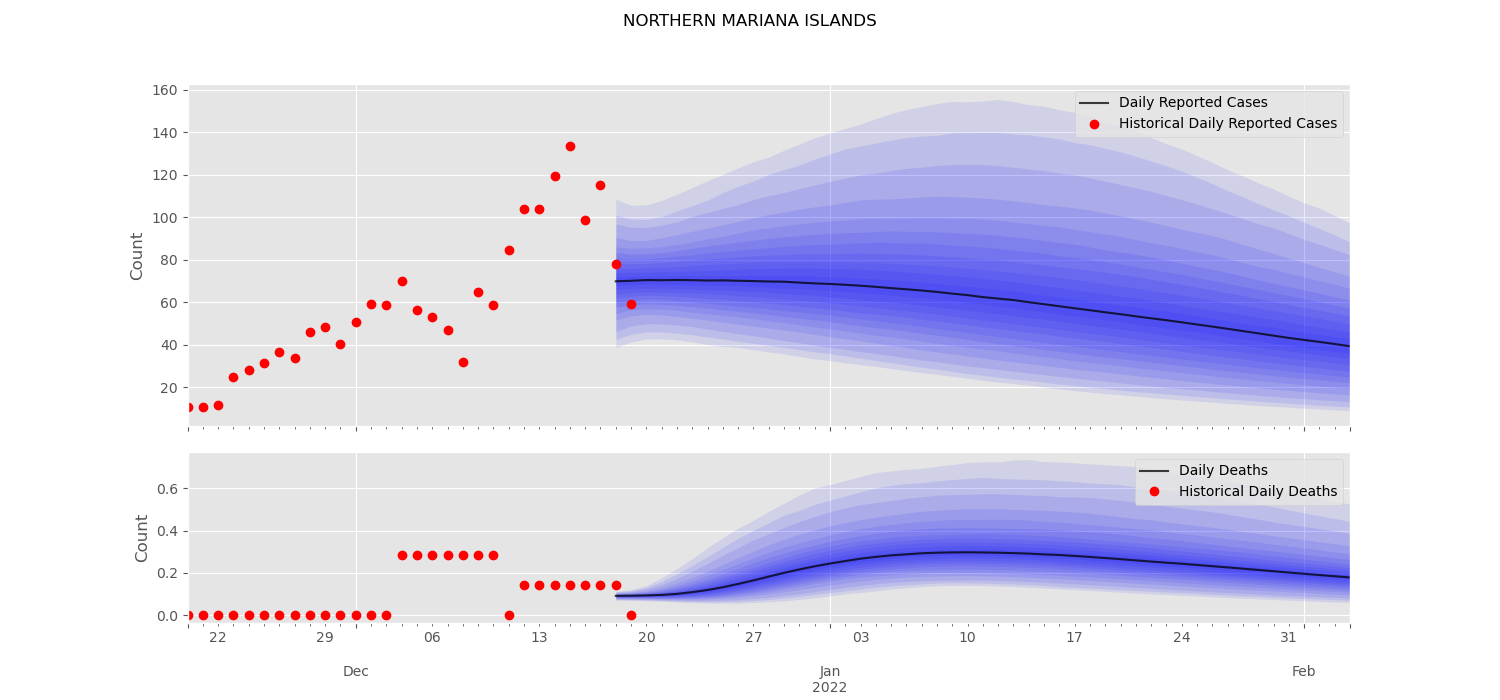 NORTHERN MARIANA ISLANDS
160
140
120
100
80
60
40
20
Count
Daily Reported Cases
Historical Daily Reported Cases
0.6
0.4
0.2
0.0
Count
Daily Deaths
Historical Daily Deaths
22 29 06 13 20 27 03 10 17 24 31
Dec Jan Feb
2022